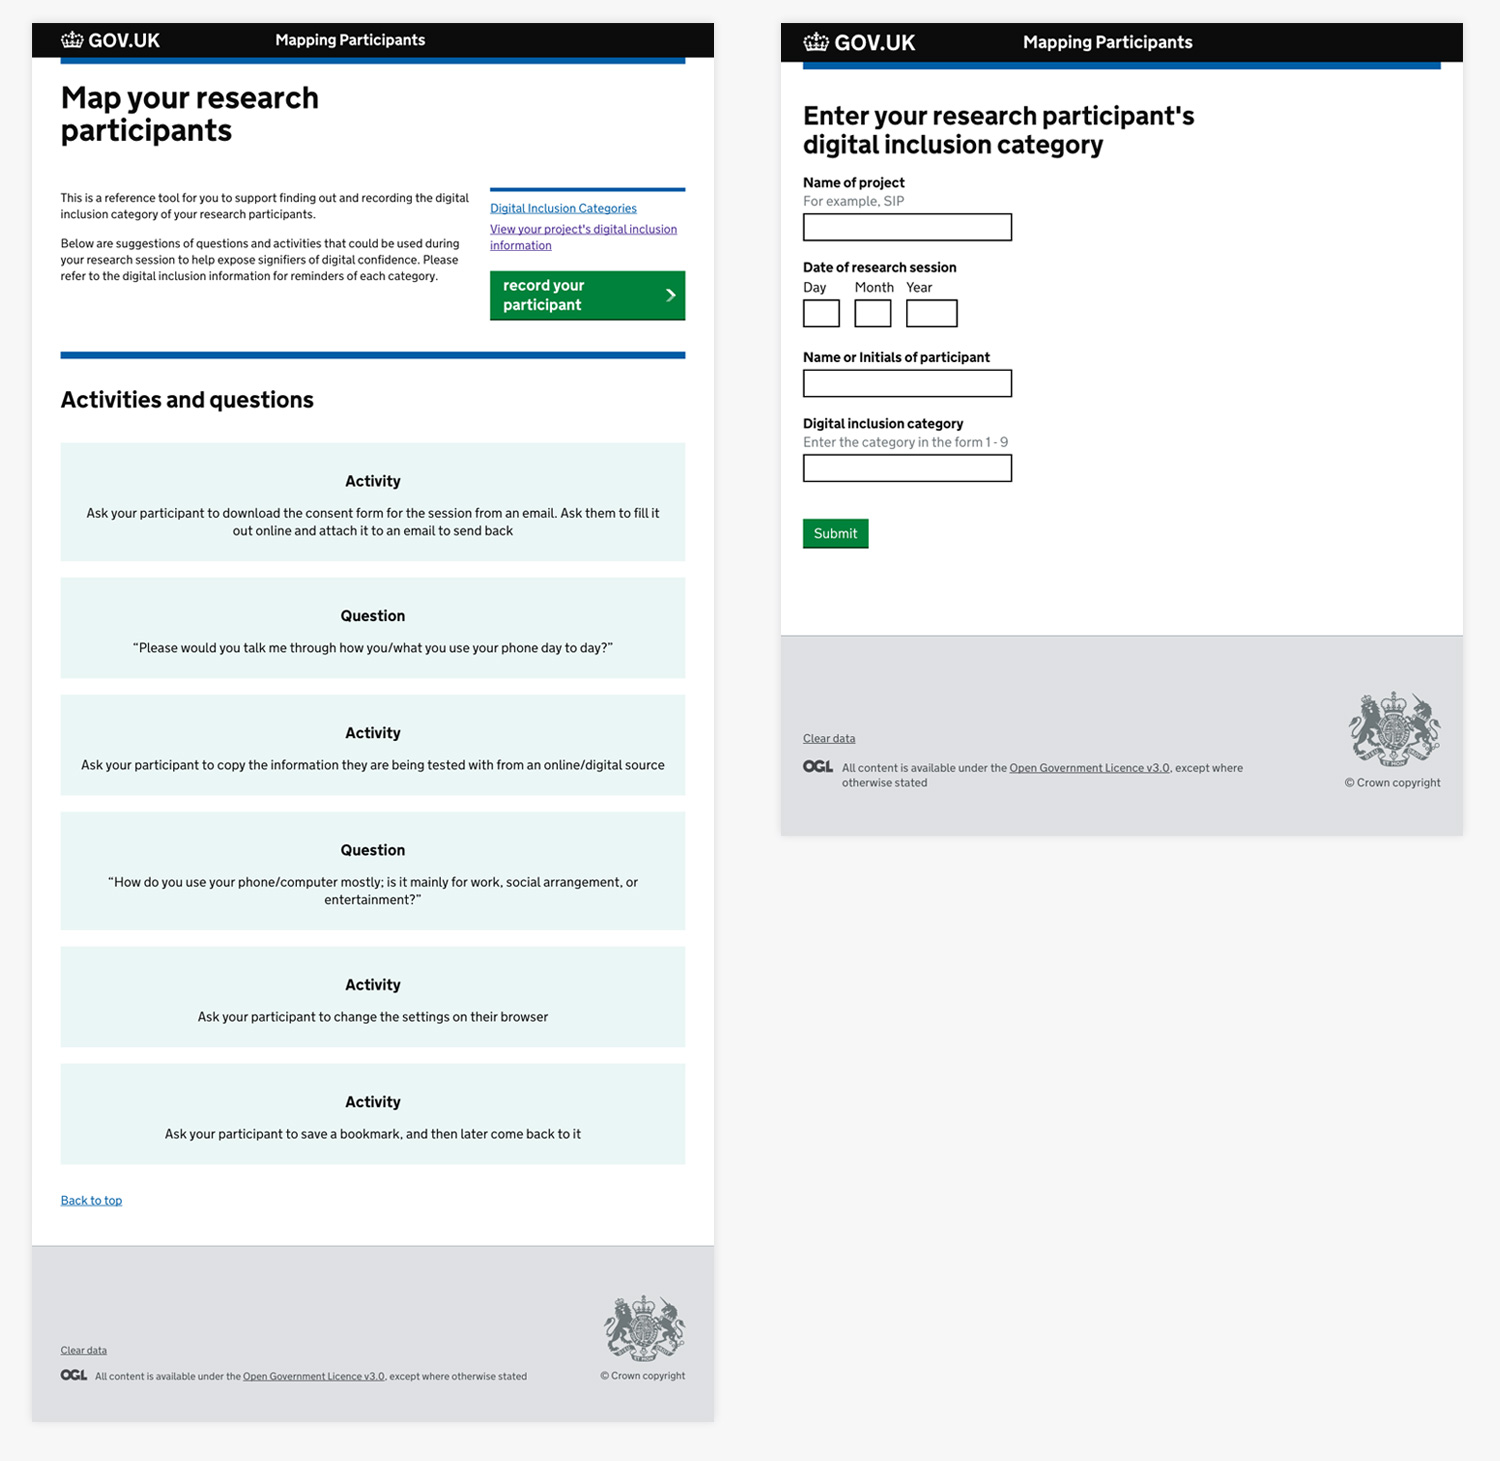 GOV.UK
Mapping Participants
Map your research
participants
This is a reference tool for you to support finding out and recording the digital
inclusion category of your research participants.
Below are suggestions of questions and activities that could be used during
your research session to help expose signifiers of digital confidence. Please
refer to the digital inclusion information for reminders of each category.
Digital Inclusion Categories
View your project's digital inclusion
information
record your
participant
Activities and questions
Activity
Ask your participant to download the consent form for the session from an email. Ask them to fill it
out online and attach it to an email to send back
Question
“Please would you talk me through how you/what you use your phone day to day?”
Activity
Ask your participant to copy the information they are being tested with from an online/digital source
Question
“How do you use your phone/computer mostly; is it mainly for work, social arrangement, or
entertainment?”
Activity
Ask your participant to change the settings on their browser
Activity
Ask your participant to save a bookmark, and then later come back to it
Back to top
Clear data
OGL All content is available under the Open Government Licence v3.0, except where otherwise stated
© Crown copyright
GOV.UK
Mapping Participants
Enter your research participant's
digital inclusion category
Name of project
For example, SIP
Date of research session
Day Month Year
Name or Initials of participant
Digital inclusion category
Enter the category in the form 1 - 9
Submit
Clear data
OGL All content is available under the Open Government Licence v3.0, except where
otherwise stated
© Crown copyright